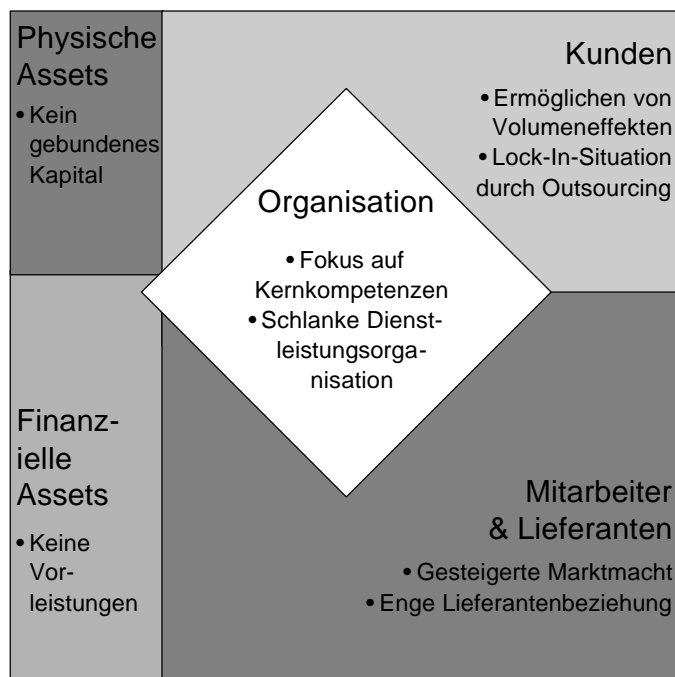 Physische
Assets
• Kein
gebundenes
Kapital
Kunden
• Ermöglichen von
Volumeneffekten
• Lock-In-Situation
durch Outsourcing
Organisation
• Fokus auf
Kernkompetenzen
• Schlanke Dienst-
leistungsorga-
nisation
Finanz-
ielle
Assets
• Keine
Vor-
leistungen
Mitarbeiter
& Lieferanten
• Gesteigerte Marktmacht
• Enge Lieferantenbeziehung